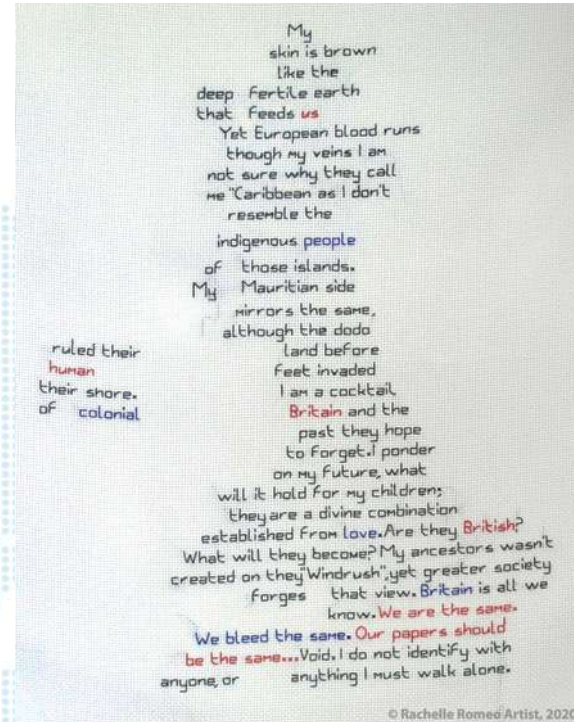 My
skin is brown
like the
deep fertile earth
that feeds us
Yet European blood runs
though my veins I am
not sure why they call
me "Caribbean as I don't
resemble the
indigenous people
of those islands.
My Mauritian side
mirrors the same,
although the dodo
ruled their land before
human feet invaded
their shore. I am a cocktail
of colonial Britain and the
past they hope
to forget.I ponder
on my future, what
will it hold for my children;
they are a divine combination
established from love.Are they British?
What will they become? My ancestors wasn't
created on they"Windrush",yet greater society
forges that view. Britain is all we
know. We are the same.
We bleed the same. Our papers should
be the same...Void. I do not identify with
anyone, or anything I must walk alone.
© Rachelle Romeo Artist, 2020